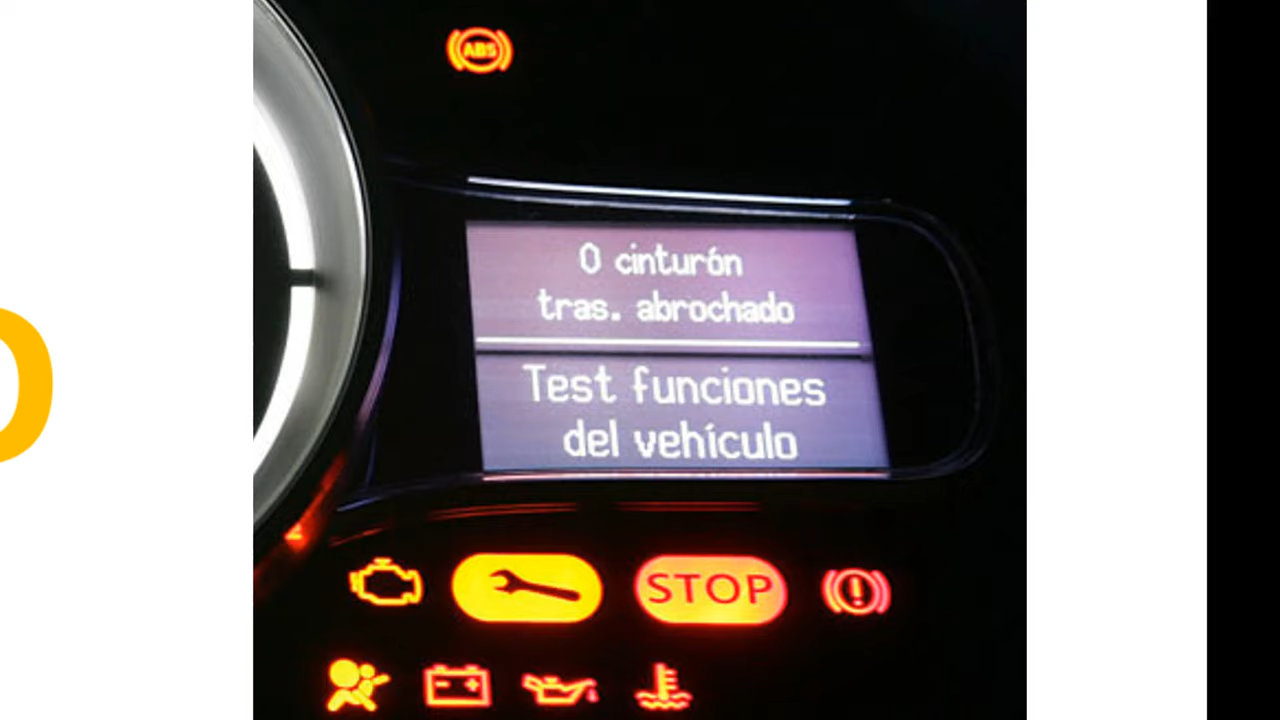 ABS
0 cinturón
tras. abrochado
Test funciones
del vehículo
STOP